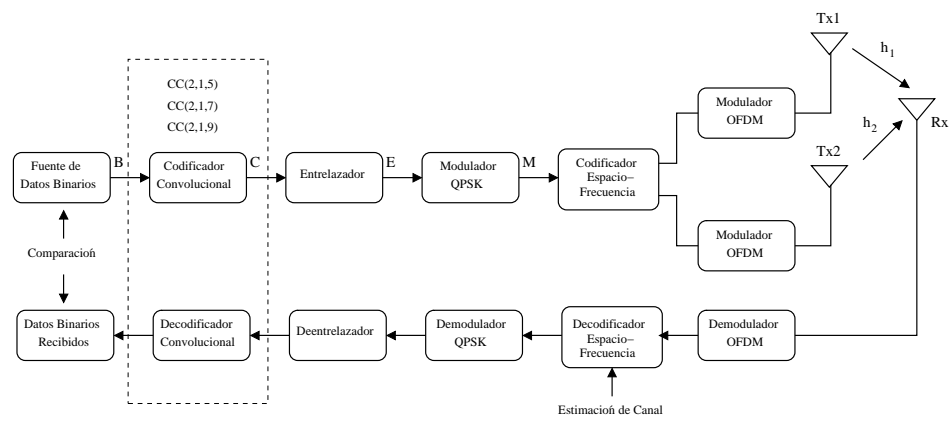 Tx1
h1
CC(2,1,5)
CC(2,1,7)
CC(2,1,9)
Modulador
OFDM
Rx
h2
Tx2
B
C
E
M
Fuente de
Datos Binarios
Codificador
Convolucional
Entrelazador
Modulador
QPSK
Codificador
Espacio–
Frecuencia
Modulador
OFDM
Comparación
Datos Binarios
Recibidos
Decodificador
Convolucional
Deentrelazador
Demodulador
QPSK
Decodificador
Espacio–
Frecuencia
Demodulador
OFDM
Estimación de Canal